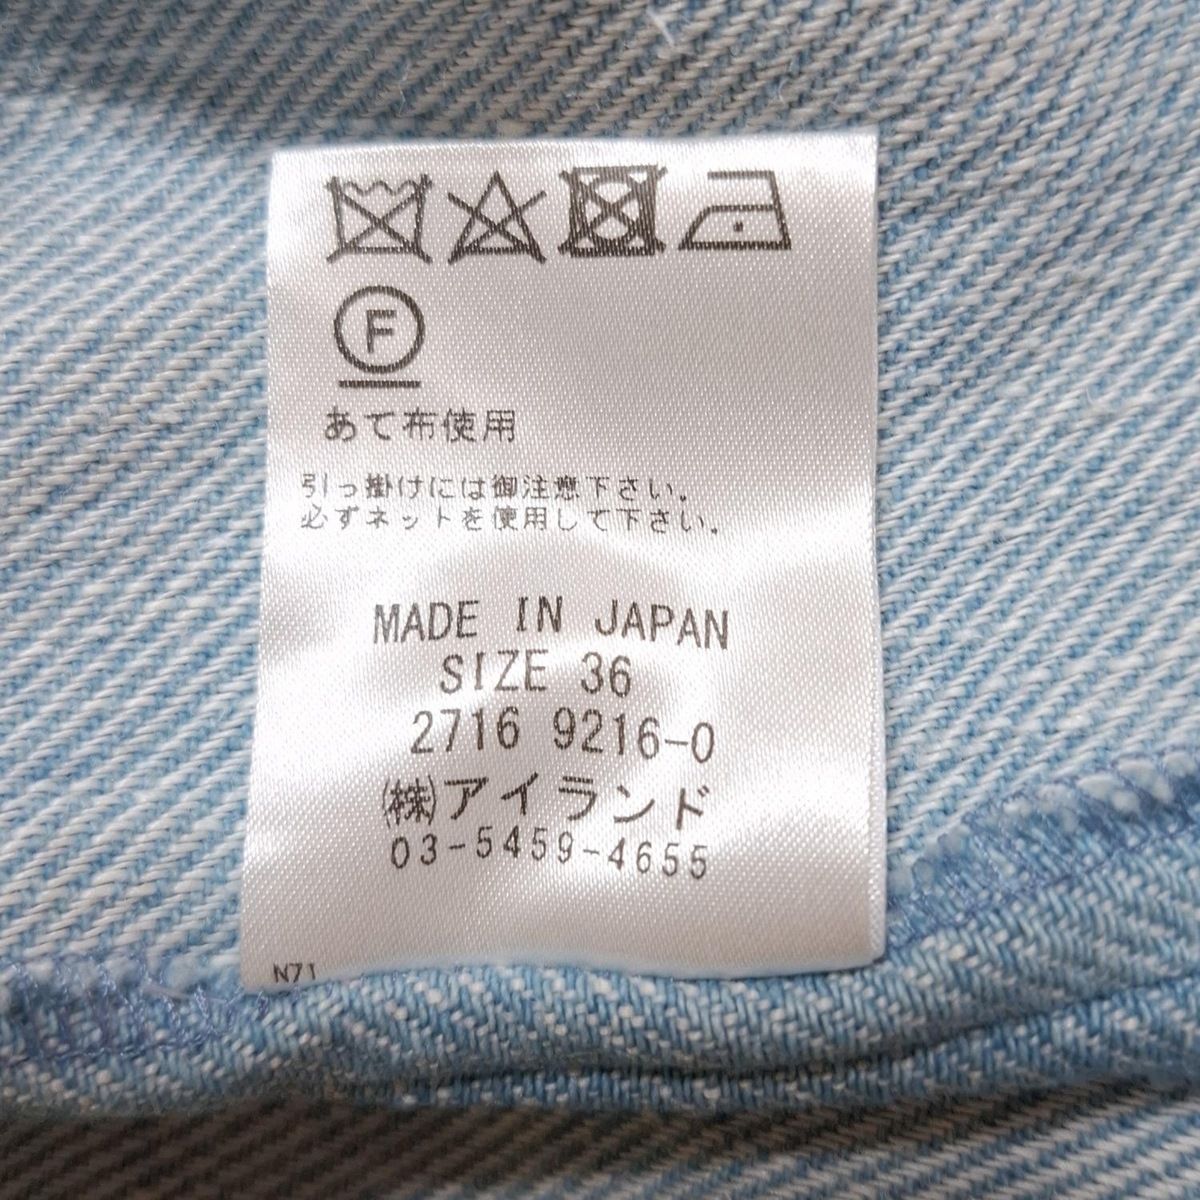 F
あて布使用
引っ掛けには御注意下さい。
必ずネットを使用して下さい。
MADE IN JAPAN
SIZE 36
2716 9216-0
㈱アイランド
03-5459-4655
N71